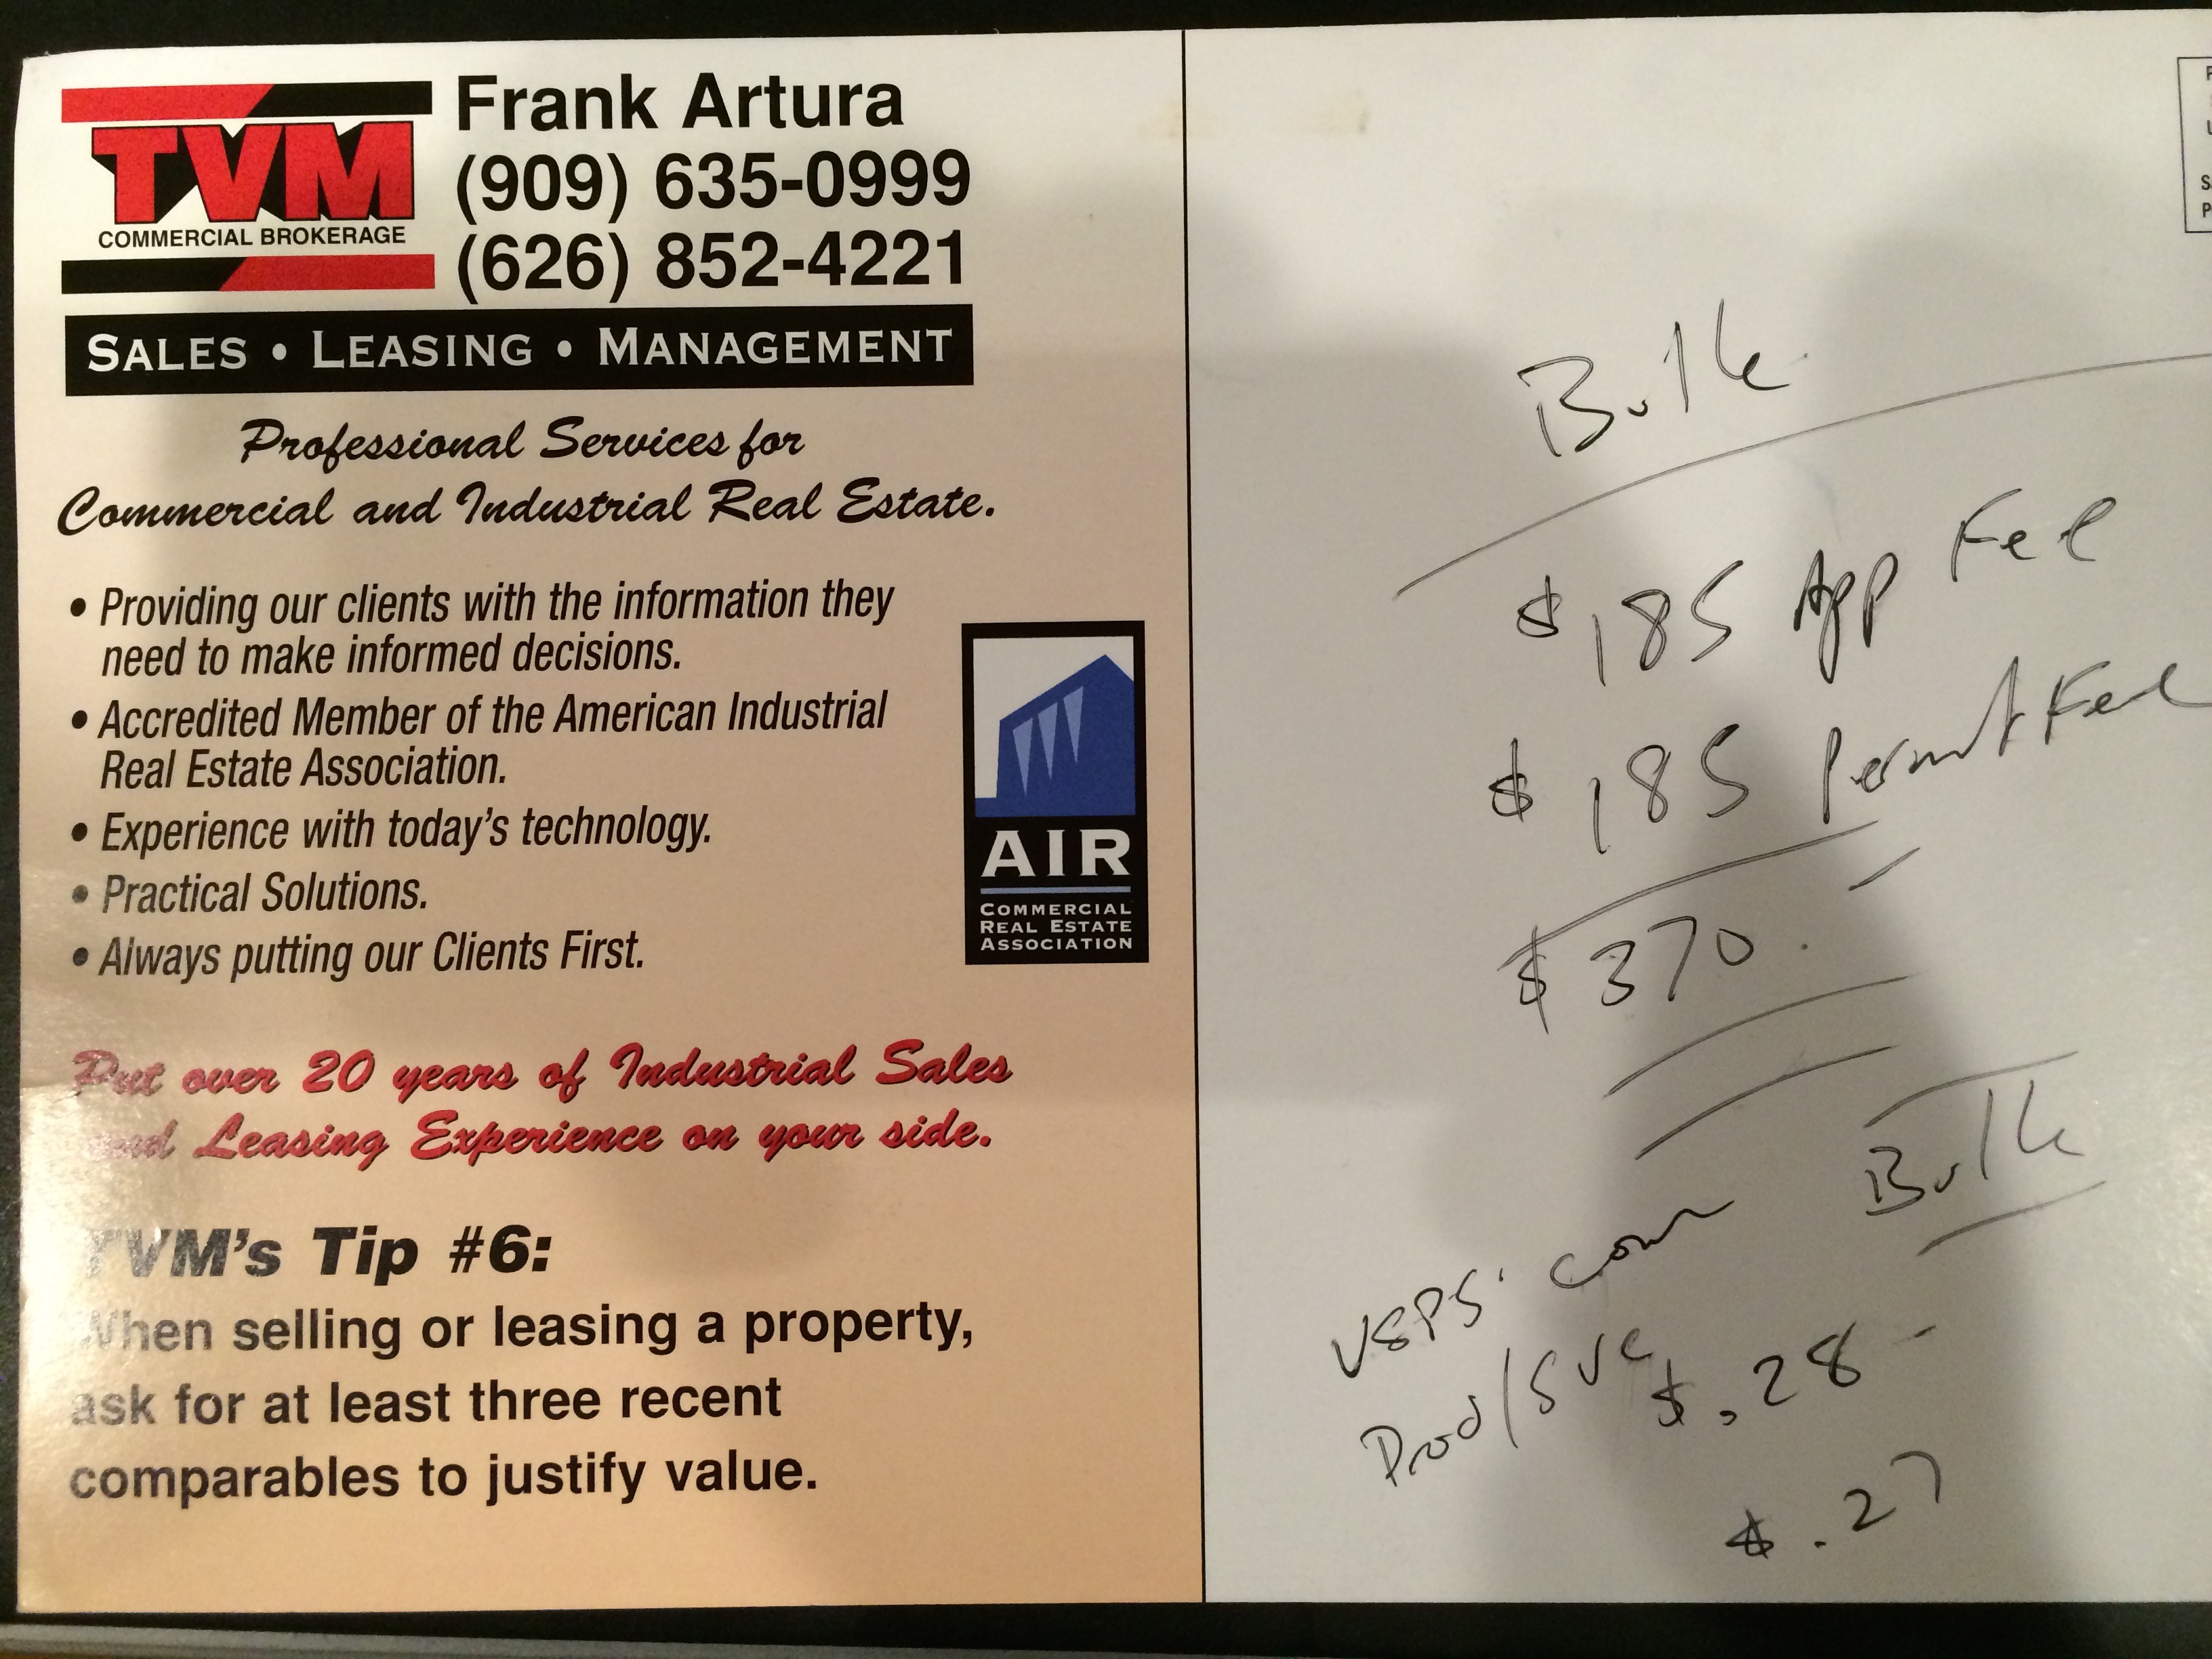 TVM
COMMERCIAL BROKERAGE
Frank Artura
(909) 635-0999
(626) 852-4221
SALES • LEASING • MANAGEMENT
Professional Services for
Commercial and Industrial Real Estate.
• Providing our clients with the information they
need to make informed decisions.
• Accredited Member of the American Industrial
Real Estate Association.
• Experience with today's technology.
• Practical Solutions.
• Always putting our Clients First.
AIR
COMMERCIAL
REAL ESTATE
ASSOCIATION
Put over 20 years of Industrial Sales
and Leasing Experience on your side.
TVM's Tip #6:
When selling or leasing a property,
ask for at least three recent
comparables to justify value.
Bulk
$185 App Fee
$185 Permit Fee
$370.
Bulk
USPS.com
Prod/Svc $.28
$.27